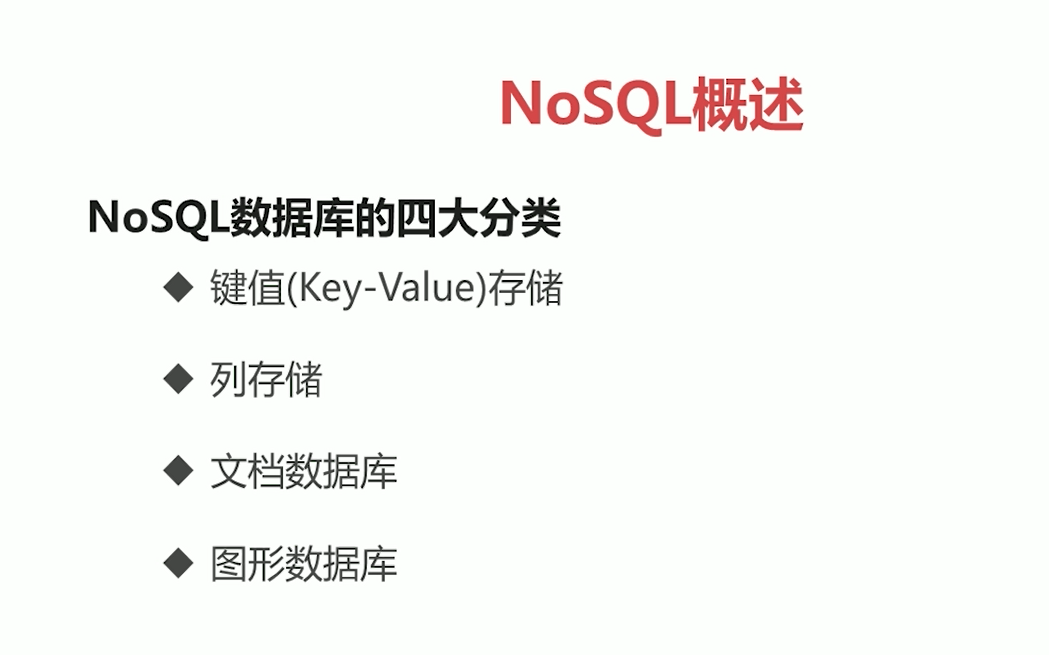 NoSQL概述
NoSQL数据库的四大分类
◆ 键值(Key-Value)存储
◆ 列存储
◆ 文档数据库
◆ 图形数据库